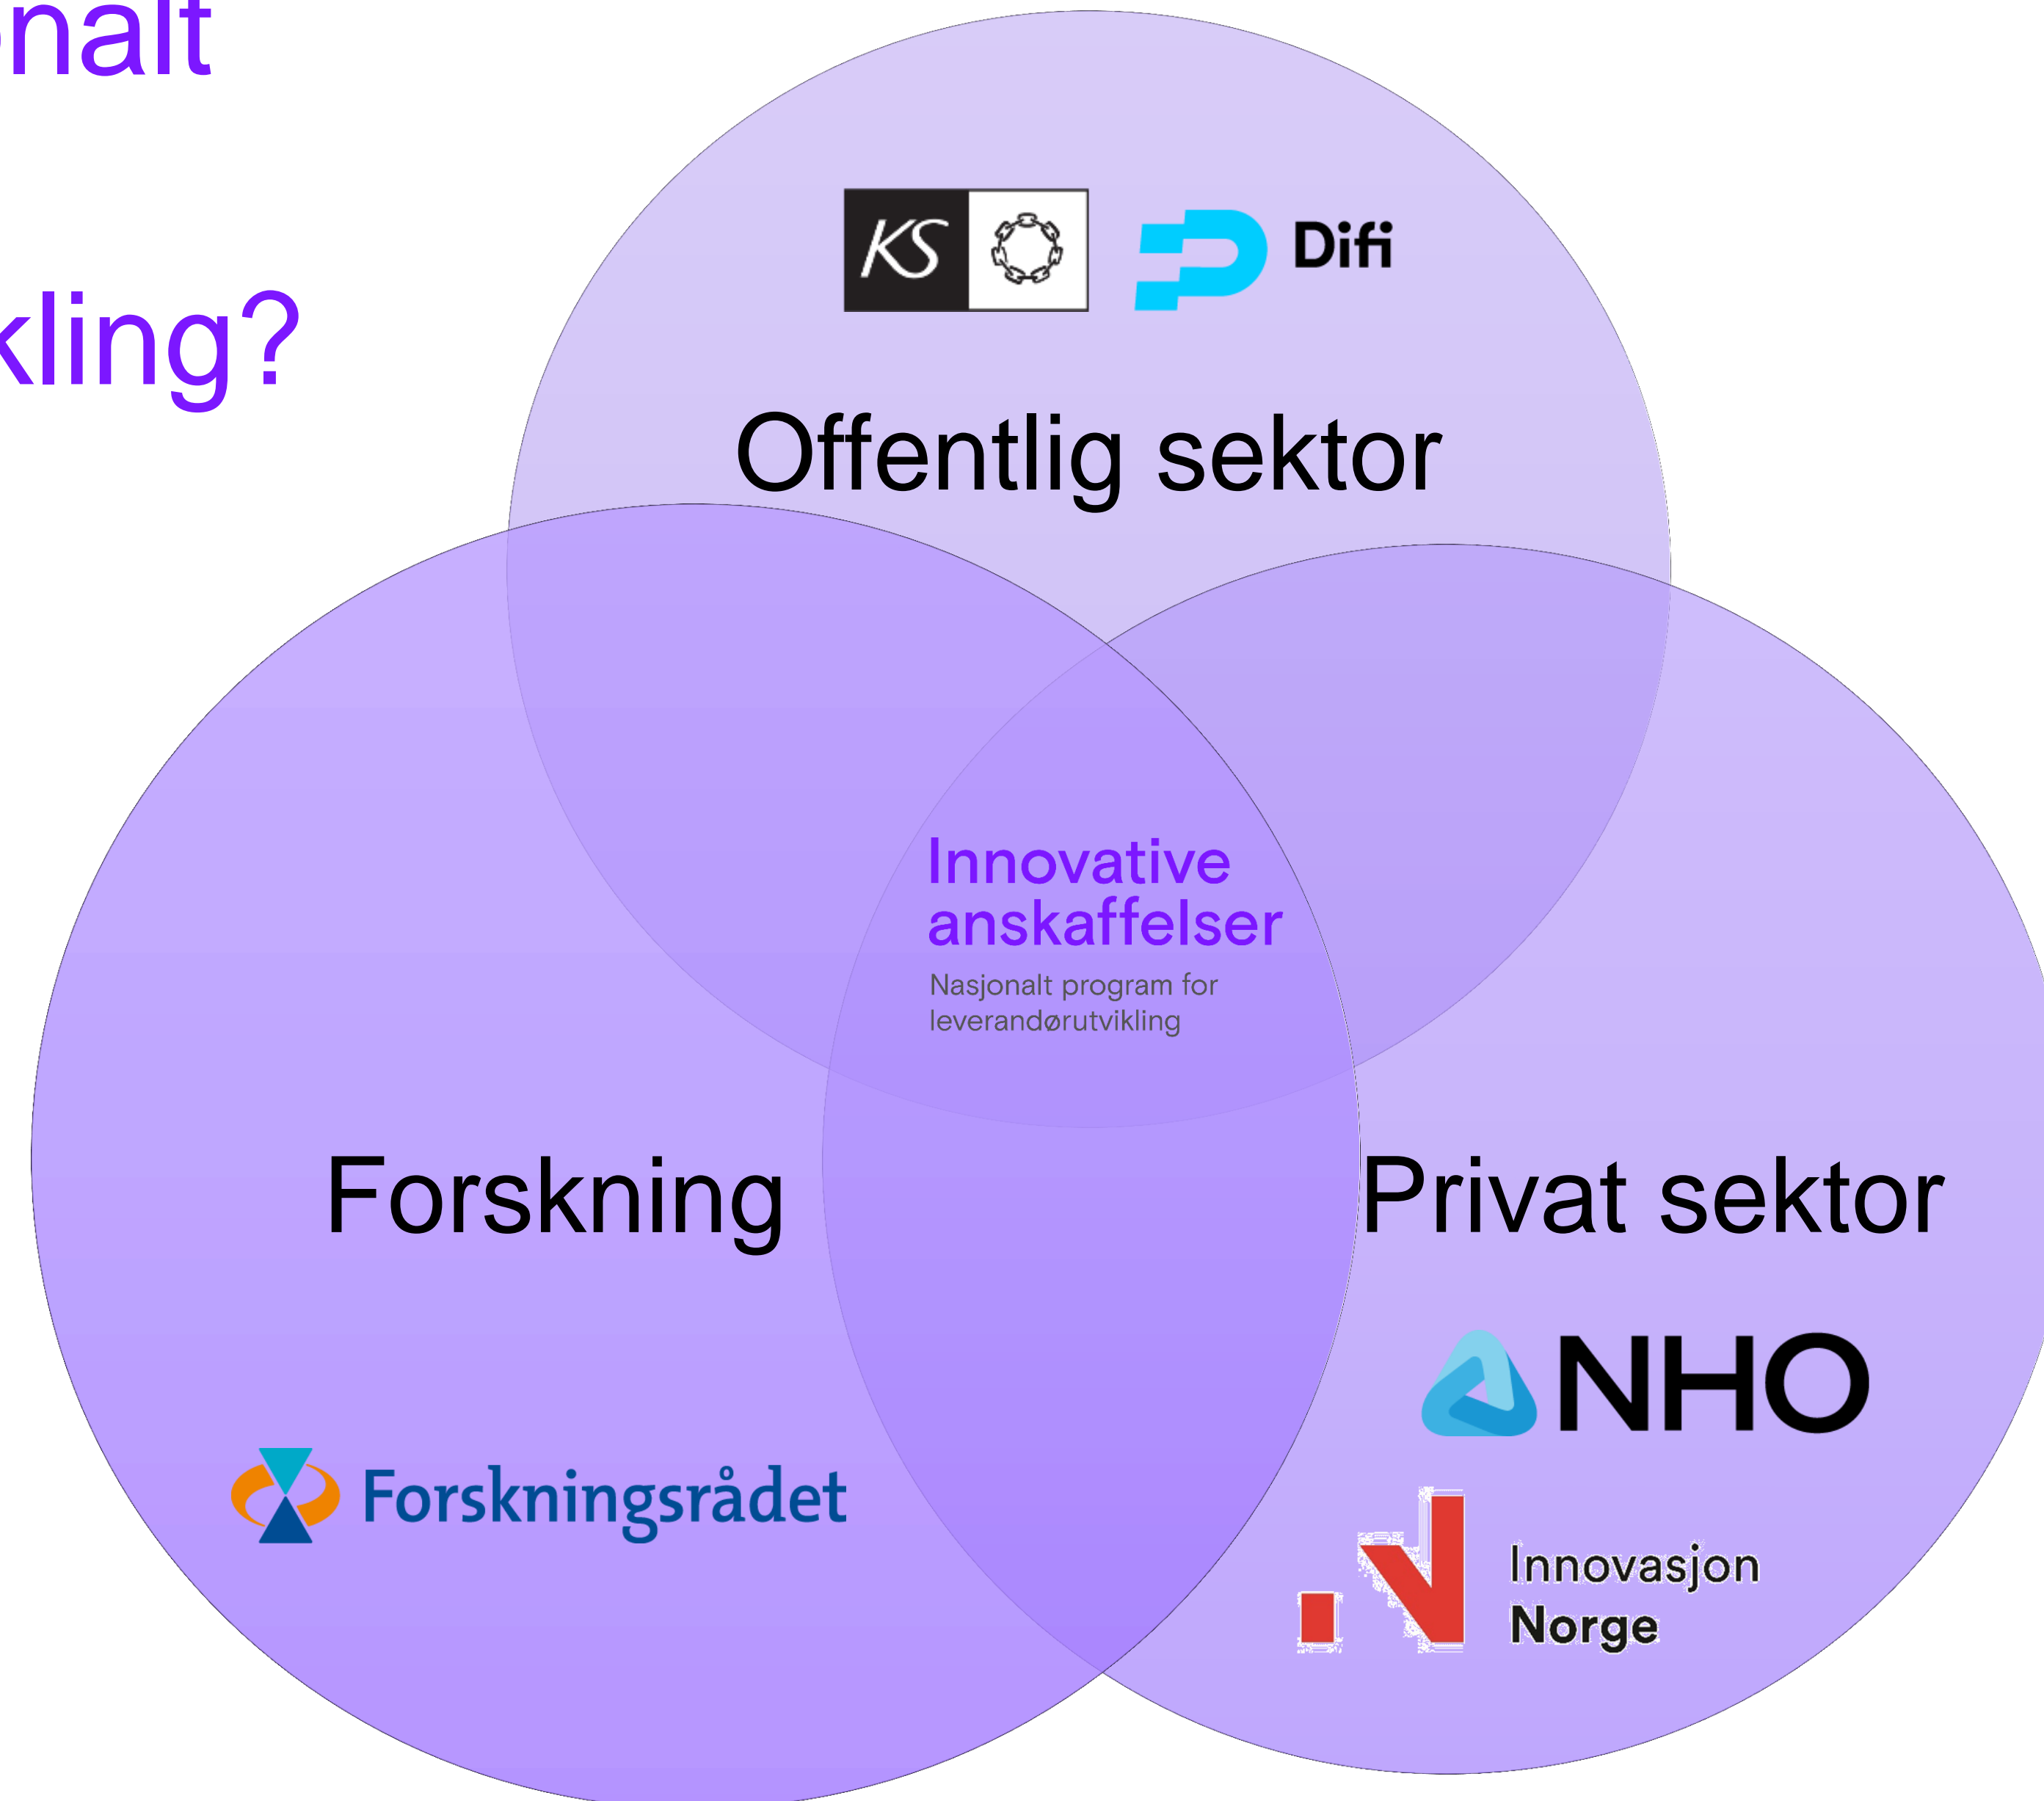 nalt
kling?
KS
Difi
Offentlig sektor
Innovative
anskaffelser
Nasjonalt program for
leverandørutvikling
Forskning
Privat sektor
NHO
Forskningsrådet
Innovasjon
Norge